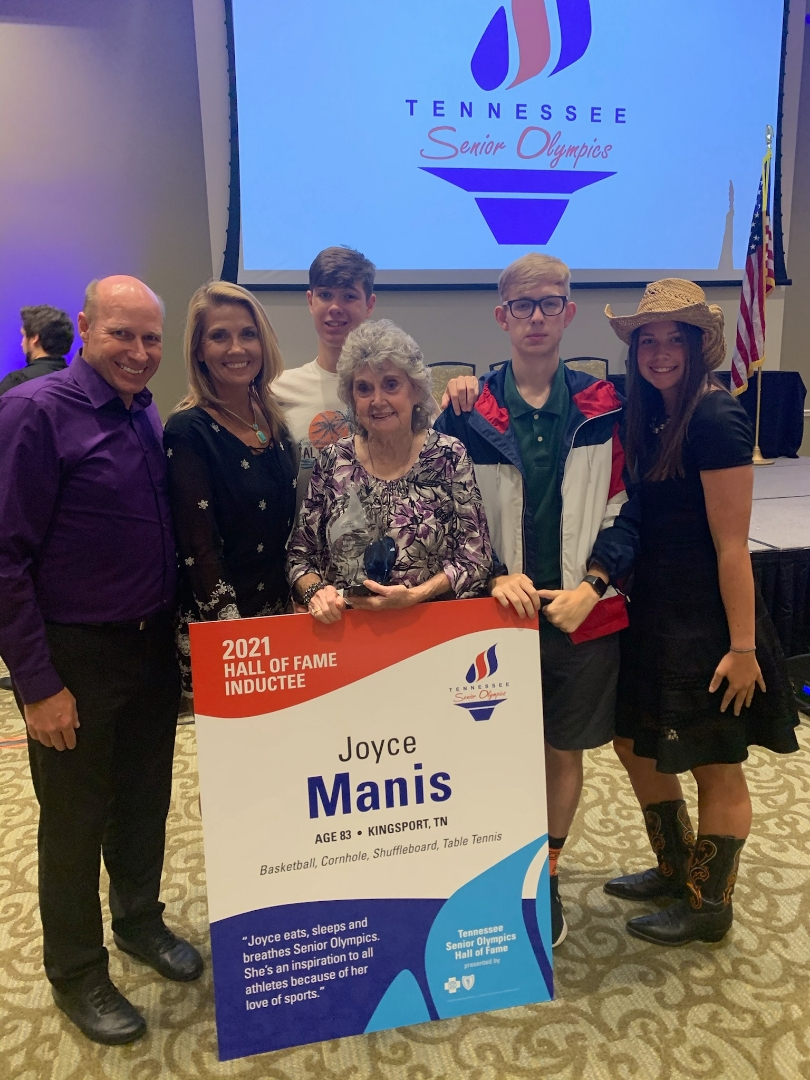 TENNESSEE
Senior Olympics
2021
HALL OF FAME
INDUCTEE
TENNESSEE
Senior Olympics
Joyce
Manis
AGE 83 • KINGSPORT, TN
Basketball, Cornhole, Shuffleboard, Table Tennis
“Joyce eats, sleeps and
breathes Senior Olympics.
She’s an inspiration to all
athletes because of her
love of sports.”
Tennessee
Senior Olympics
Hall of Fame
presented by